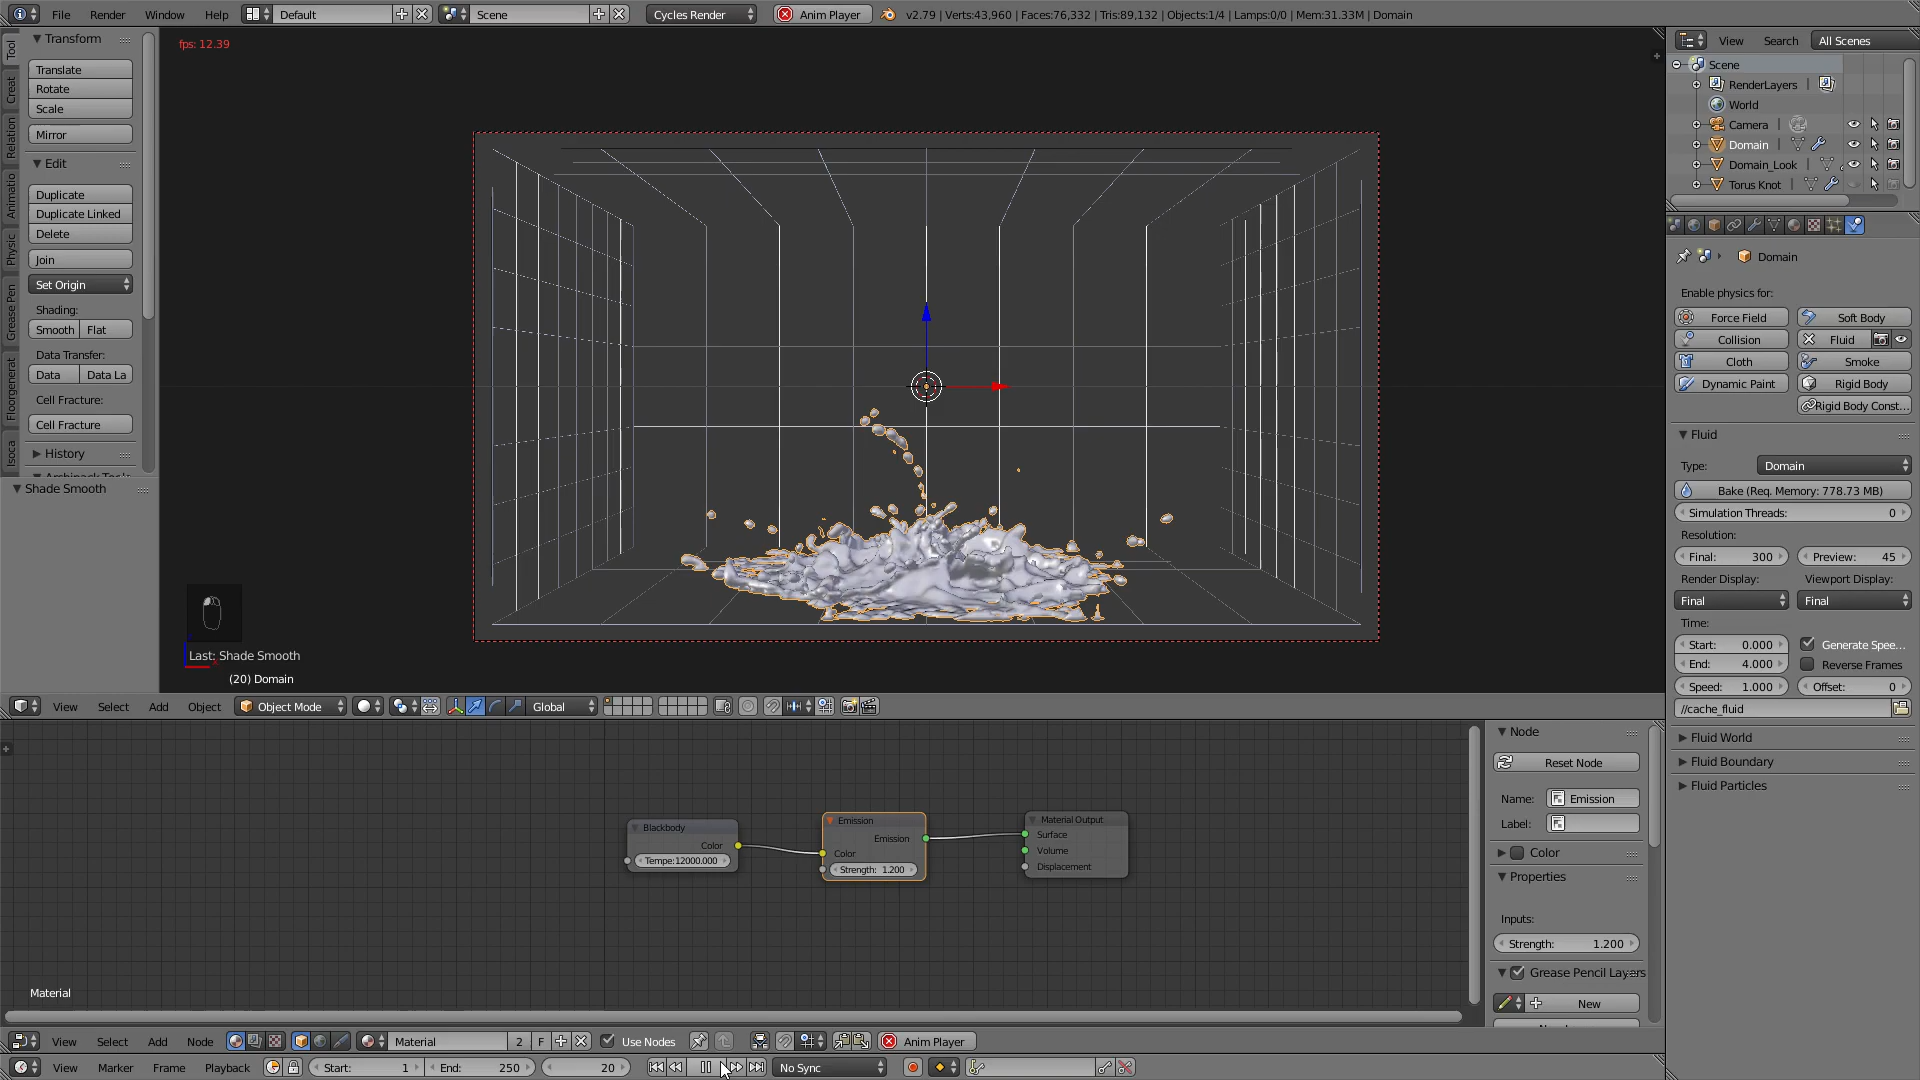 File Render Window Help Default Scene Cycles Render Anim Player v2.79 | Verts:43,960 | Faces:76,332 | Tris:89,132 | Objects:1/4 | Lamps:0/0 | Mem:31.33M | Domain
fps: 12.39
Tool
Creat
Relation
Animatio
Physic
Grease Pen
Floorgenerat
Isoca
Transform
Translate
Rotate
Scale
Mirror
Edit
Duplicate
Duplicate Linked
Delete
Join
Set Origin
Shading:
Smooth Flat
Data Transfer:
Data Data La
Cell Fracture:
Cell Fracture
History
Shade Smooth
Last: Shade Smooth
(20) Domain
View Select Add Object Object Mode Global
View Search All Scenes
Scene
RenderLayers
World
Camera
Domain
Domain_Look
Torus Knot
Domain
Enable physics for:
Force Field Soft Body
Collision Fluid
Cloth Smoke
Dynamic Paint Rigid Body
Rigid Body Const...
Fluid
Type: Domain
Bake (Req. Memory: 778.73 MB)
Simulation Threads: 0
Resolution:
Final: 300 Preview: 45
Render Display: Viewport Display:
Final Final
Time:
Start: 0.000 Generate Spee...
End: 4.000 Reverse Frames
Speed: 1.000 Offset: 0
//cache_fluid
Fluid World
Fluid Boundary
Fluid Particles
Blackbody
Color
Tempe:12000.000
Emission
Emission
Color
Strength: 1.200
Material Output
Surface
Volume
Displacement
Material
Node
Reset Node
Name: Emission
Label:
Color
Properties
Inputs:
Strength: 1.200
Grease Pencil Layers
New
View Select Add Node Material 2 F Use Nodes Anim Player
View Marker Frame Playback Start: 1 End: 250 20 No Sync